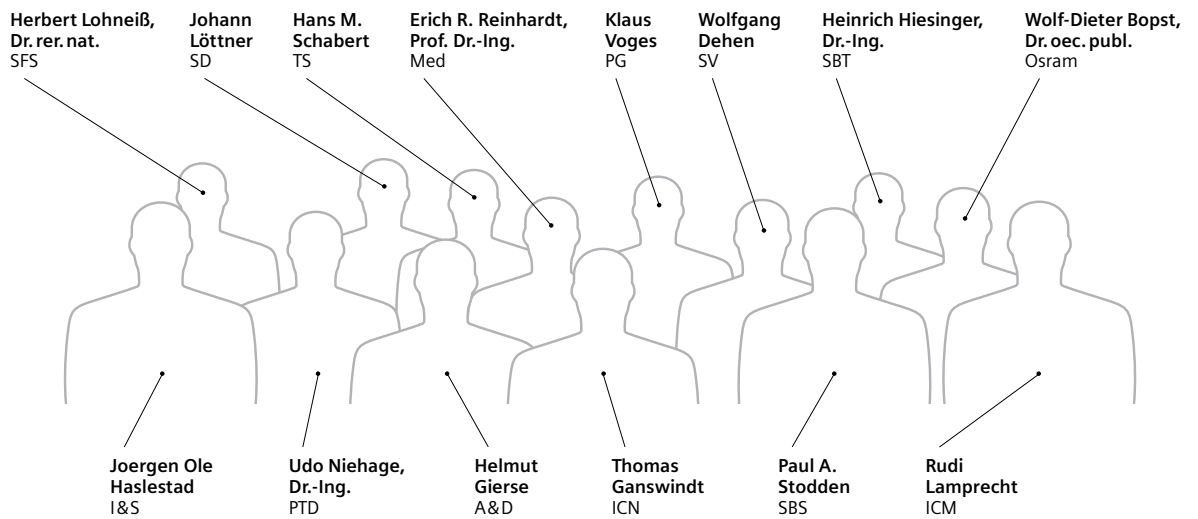 Herbert Lohneiß,
Dr. rer. nat.
SFS
Johann
Löttner
SD
Hans M.
Schabert
TS
Erich R. Reinhardt,
Prof. Dr.-Ing.
Med
Klaus
Voges
PG
Wolfgang
Dehen
SV
Heinrich Hiesinger,
Dr.-Ing.
SBT
Wolf-Dieter Bopst,
Dr. oec. publ.
Osram
Joergen Ole
Haslestad
I&S
Udo Niehage,
Dr.-Ing.
PTD
Helmut
Gierse
A&D
Thomas
Ganswindt
ICN
Paul A.
Stodden
SBS
Rudi
Lamprecht
ICM